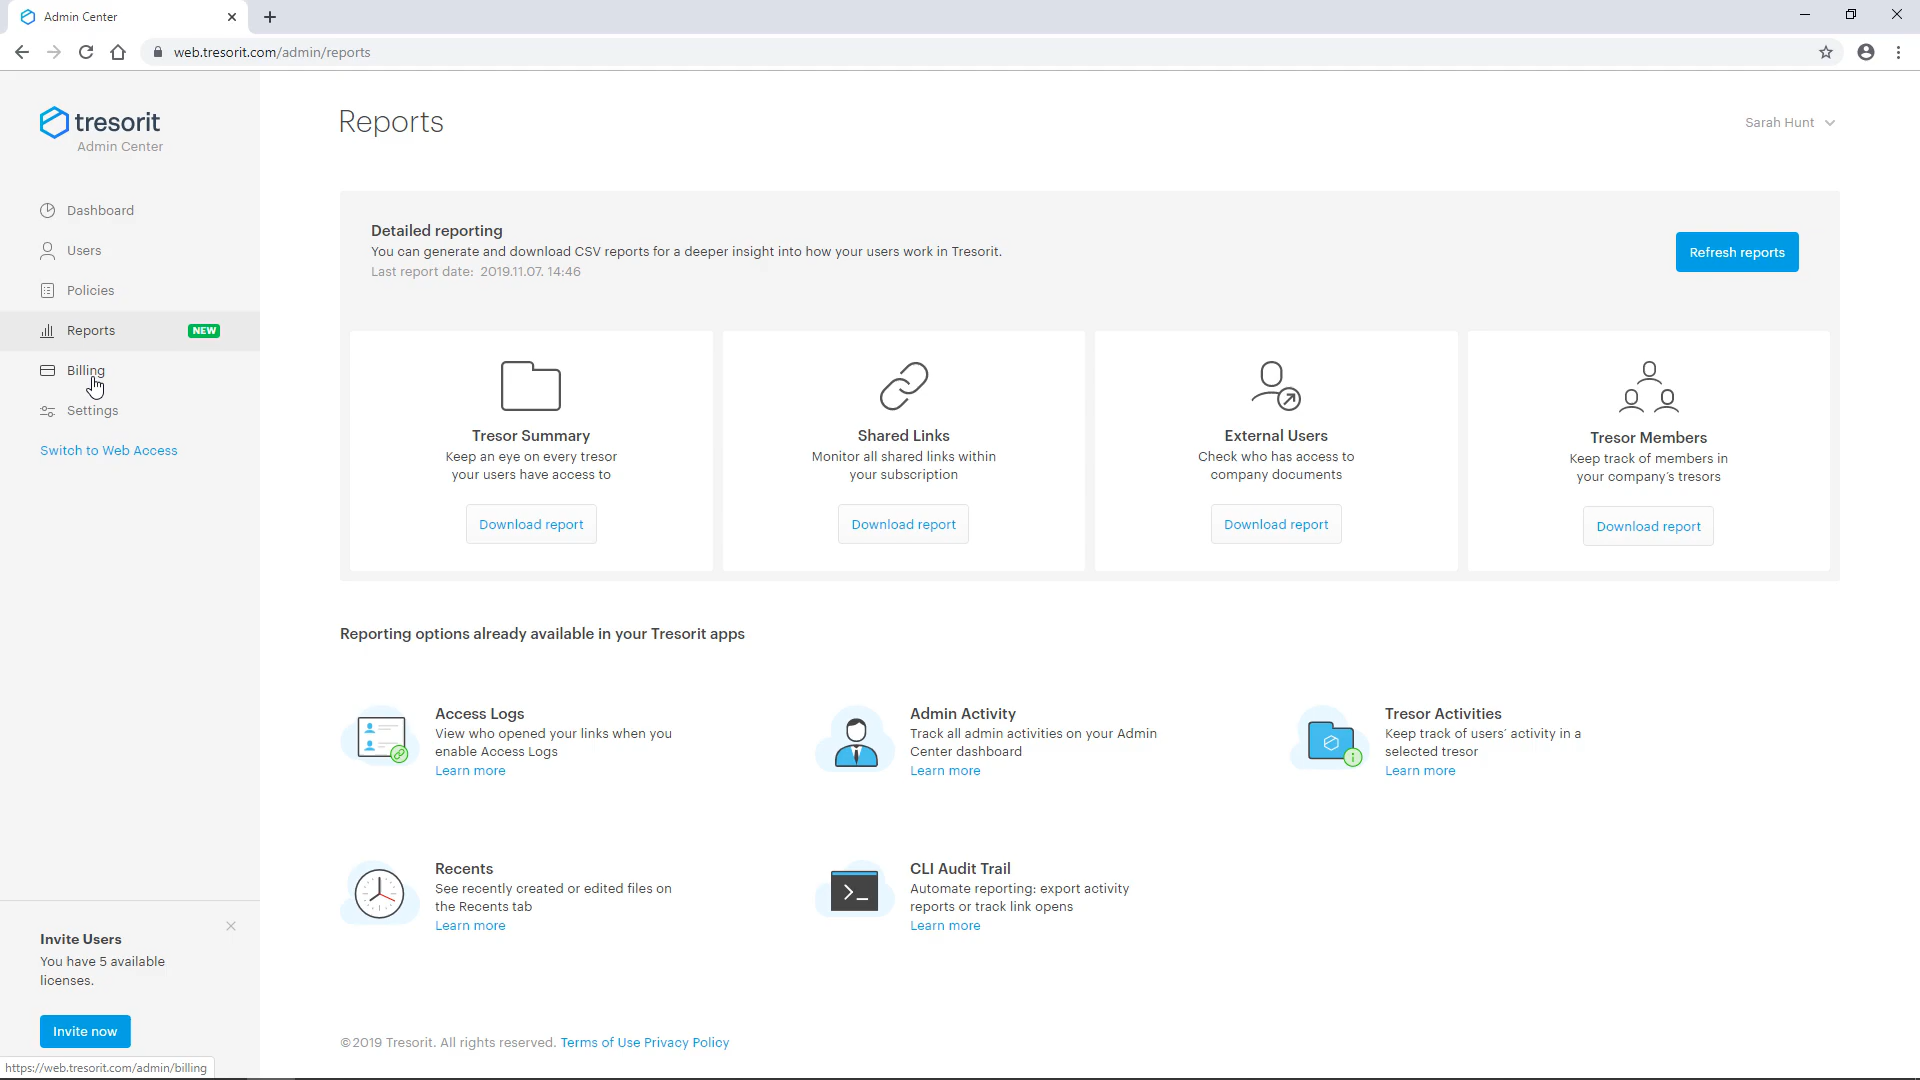 Admin Center
web.tresorit.com/admin/reports
tresorit
Admin Center
Dashboard
Users
Policies
Reports NEW
Billing
Settings
Switch to Web Access
Invite Users
You have 5 available
licenses.
Invite now
https://web.tresorit.com/admin/billing
Reports
Sarah Hunt
Detailed reporting
You can generate and download CSV reports for a deeper insight into how your users work in Tresorit.
Last report date: 2019.11.07. 14:46
Refresh reports
Tresor Summary
Keep an eye on every tresor
your users have access to
Download report
Shared Links
Monitor all shared links within
your subscription
Download report
External Users
Check who has access to
company documents
Download report
Tresor Members
Keep track of members in
your company's tresors
Download report
Reporting options already available in your Tresorit apps
Access Logs
View who opened your links when you
enable Access Logs
Learn more
Admin Activity
Track all admin activities on your Admin
Center dashboard
Learn more
Tresor Activities
Keep track of users' activity in a
selected tresor
Learn more
Recents
See recently created or edited files on
the Recents tab
Learn more
CLI Audit Trail
Automate reporting: export activity
reports or track link opens
Learn more
©2019 Tresorit. All rights reserved. Terms of Use Privacy Policy